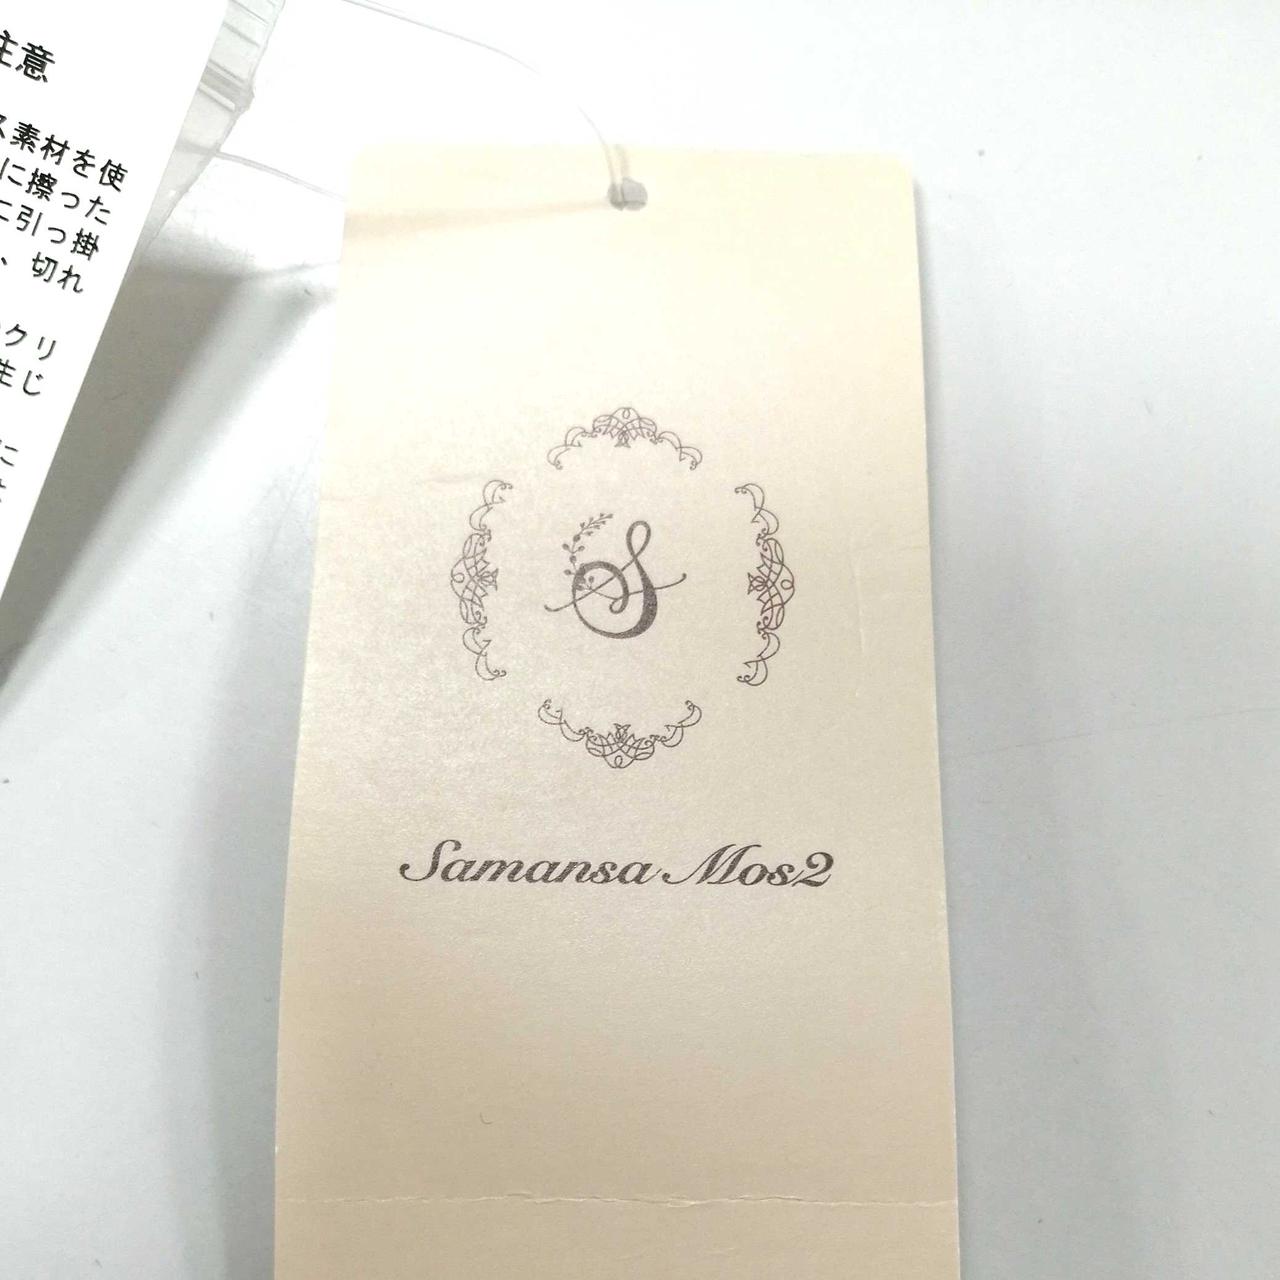 注意
ス素材を使
に擦った
に引っ掛
、切れ
クリ
生じ
に
S
Samansa Mos2